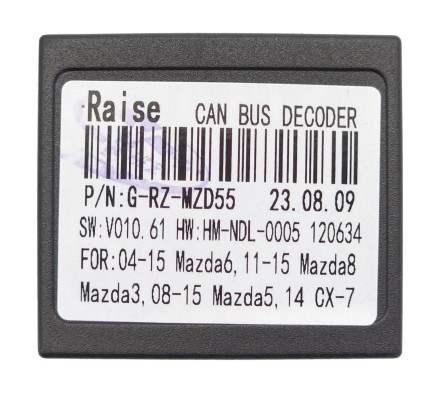 Raise CAN BUS DECODER
P/N:G-RZ-MZD55 23.08.09
SW:V010.61 HW:HM-NDL-0005 120634
FOR:04-15 Mazda6,11-15 Mazda8
Mazda3,08-15 Mazda5,14 CX-7